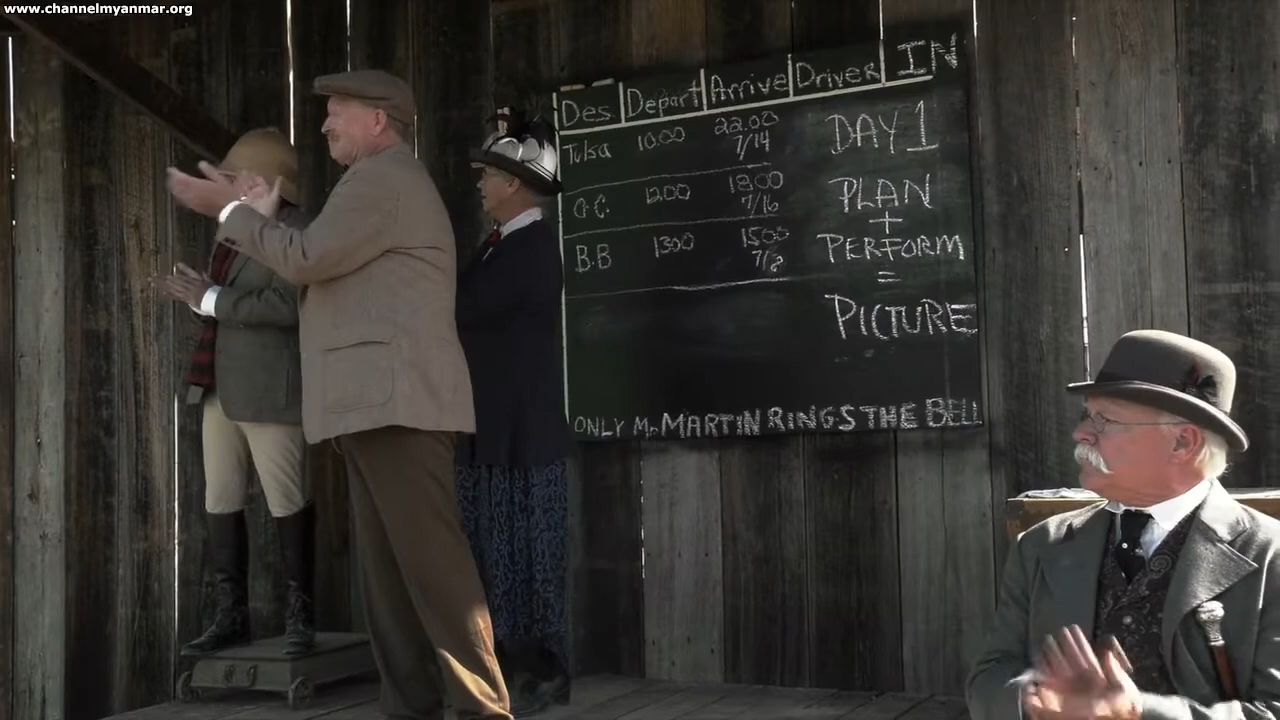 www.channelmyanmar.org
Des Depart Arrive Driver IN
Tulsa 10:00 22:00
7/14
O.C. 12:00 18:00
7/16
B.B 1300 1500
7/8
DAY 1
PLAN
+
PERFORM
=
PICTURE
ONLY Mr MARTIN RINGS THE BELL